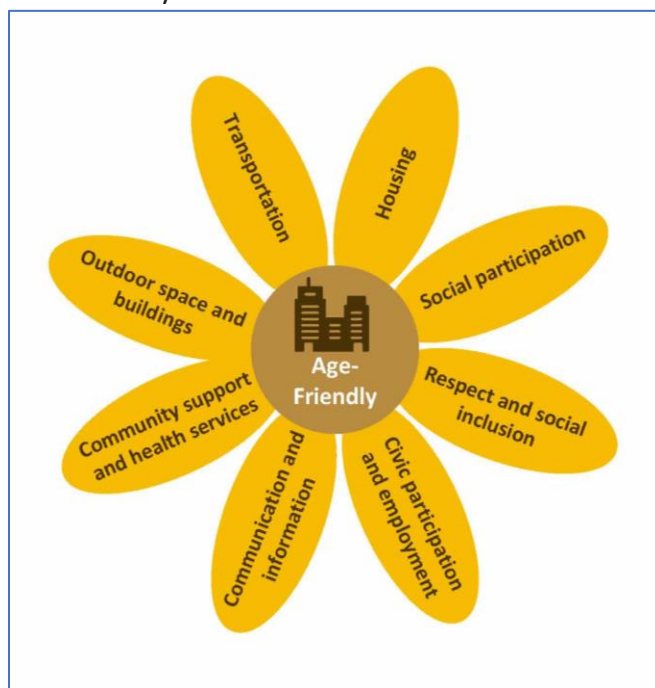 Transportation
Housing
Social participation
Respect and social
inclusion
Civic participation
and employment
Communication and
information
Community support
and health services
Outdoor space and
buildings
Age-
Friendly